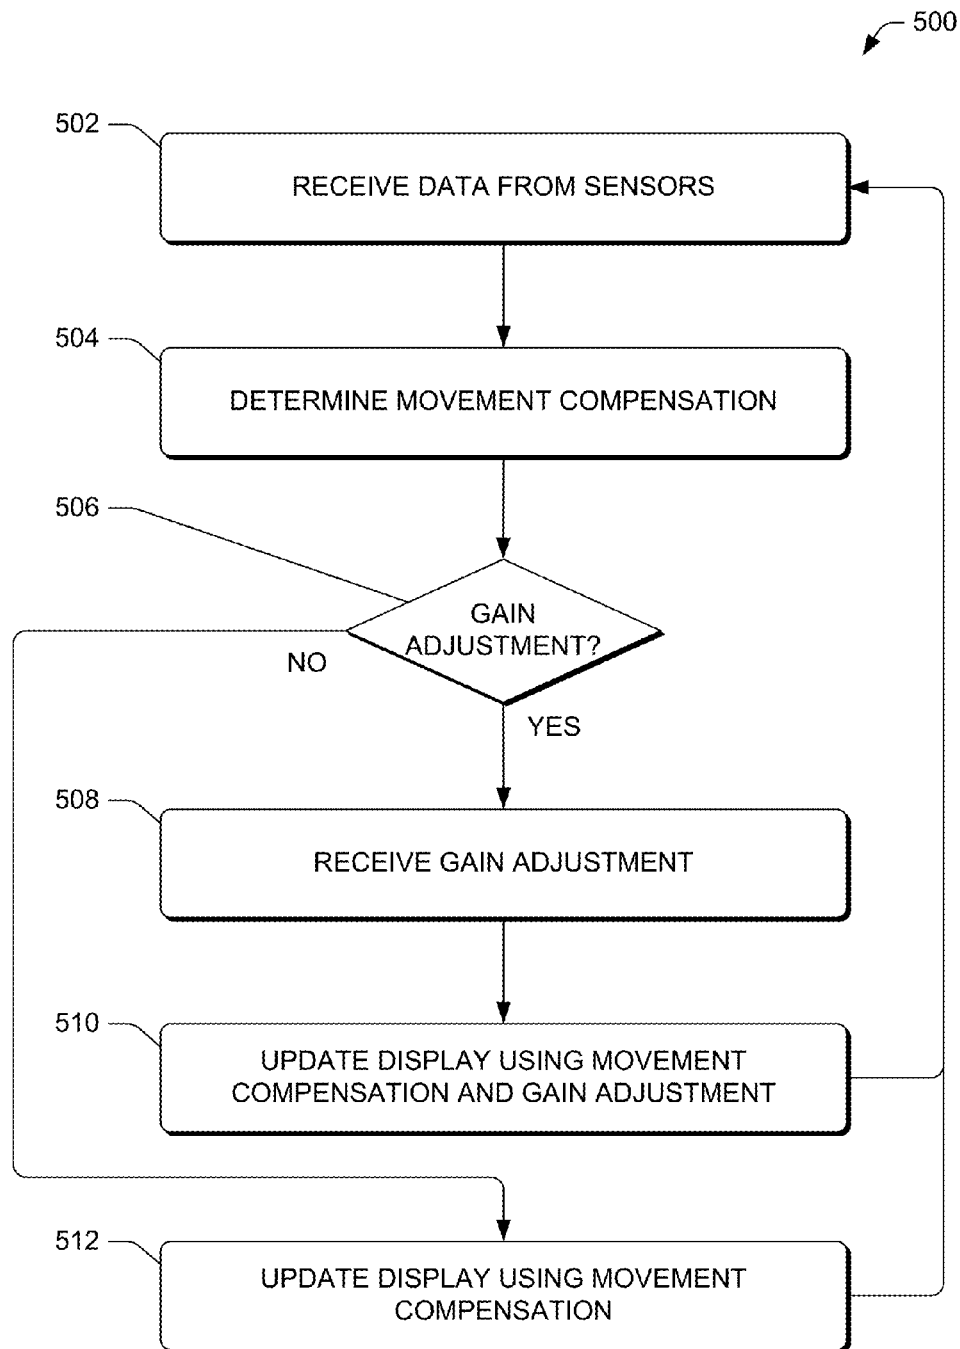 500
502
RECEIVE DATA FROM SENSORS
504
DETERMINE MOVEMENT COMPENSATION
506
GAIN
ADJUSTMENT?
NO
YES
508
RECEIVE GAIN ADJUSTMENT
510
UPDATE DISPLAY USING MOVEMENT
COMPENSATION AND GAIN ADJUSTMENT
512
UPDATE DISPLAY USING MOVEMENT
COMPENSATION